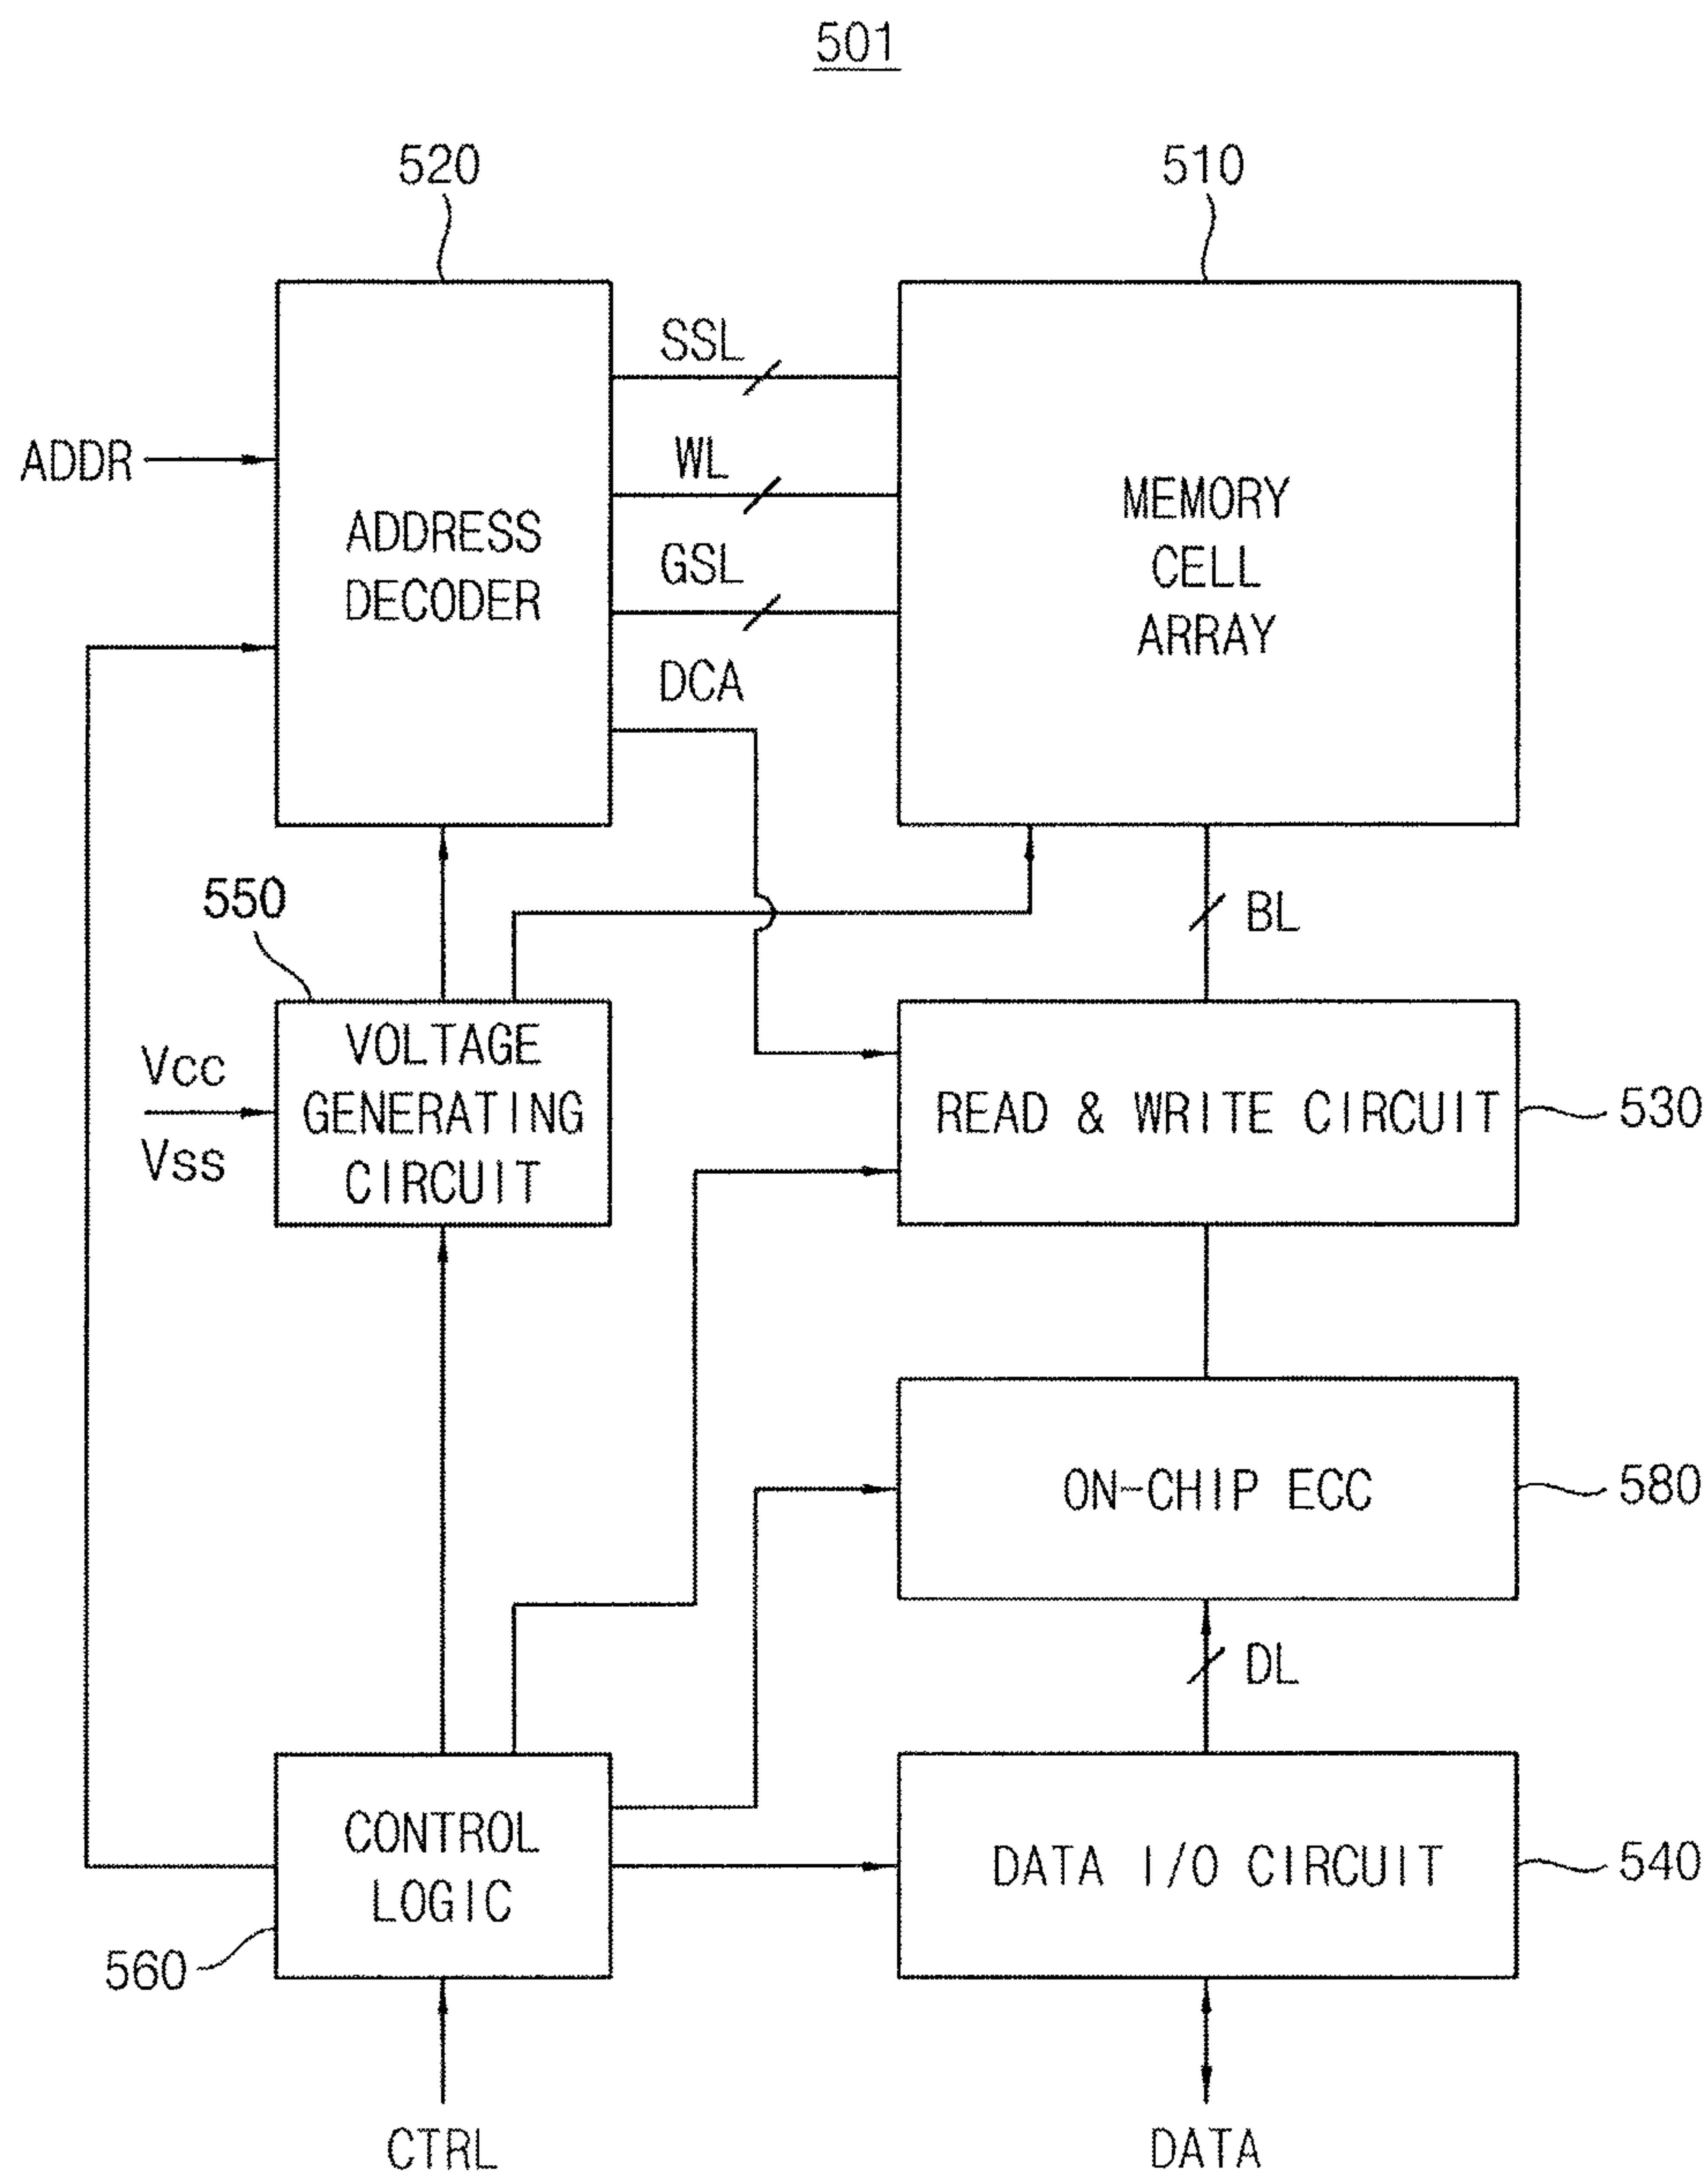 501
520
510
SSL
ADDR
WL
MEMORY
CELL
ARRAY
ADDRESS
DECODER
GSL
DCA
550
BL
Vcc
Vss
VOLTAGE
GENERATING
CIRCUIT
READ & WRITE CIRCUIT
530
ON-CHIP ECC
580
DL
CONTROL
LOGIC
DATA I/O CIRCUIT
540
560
CTRL
DATA